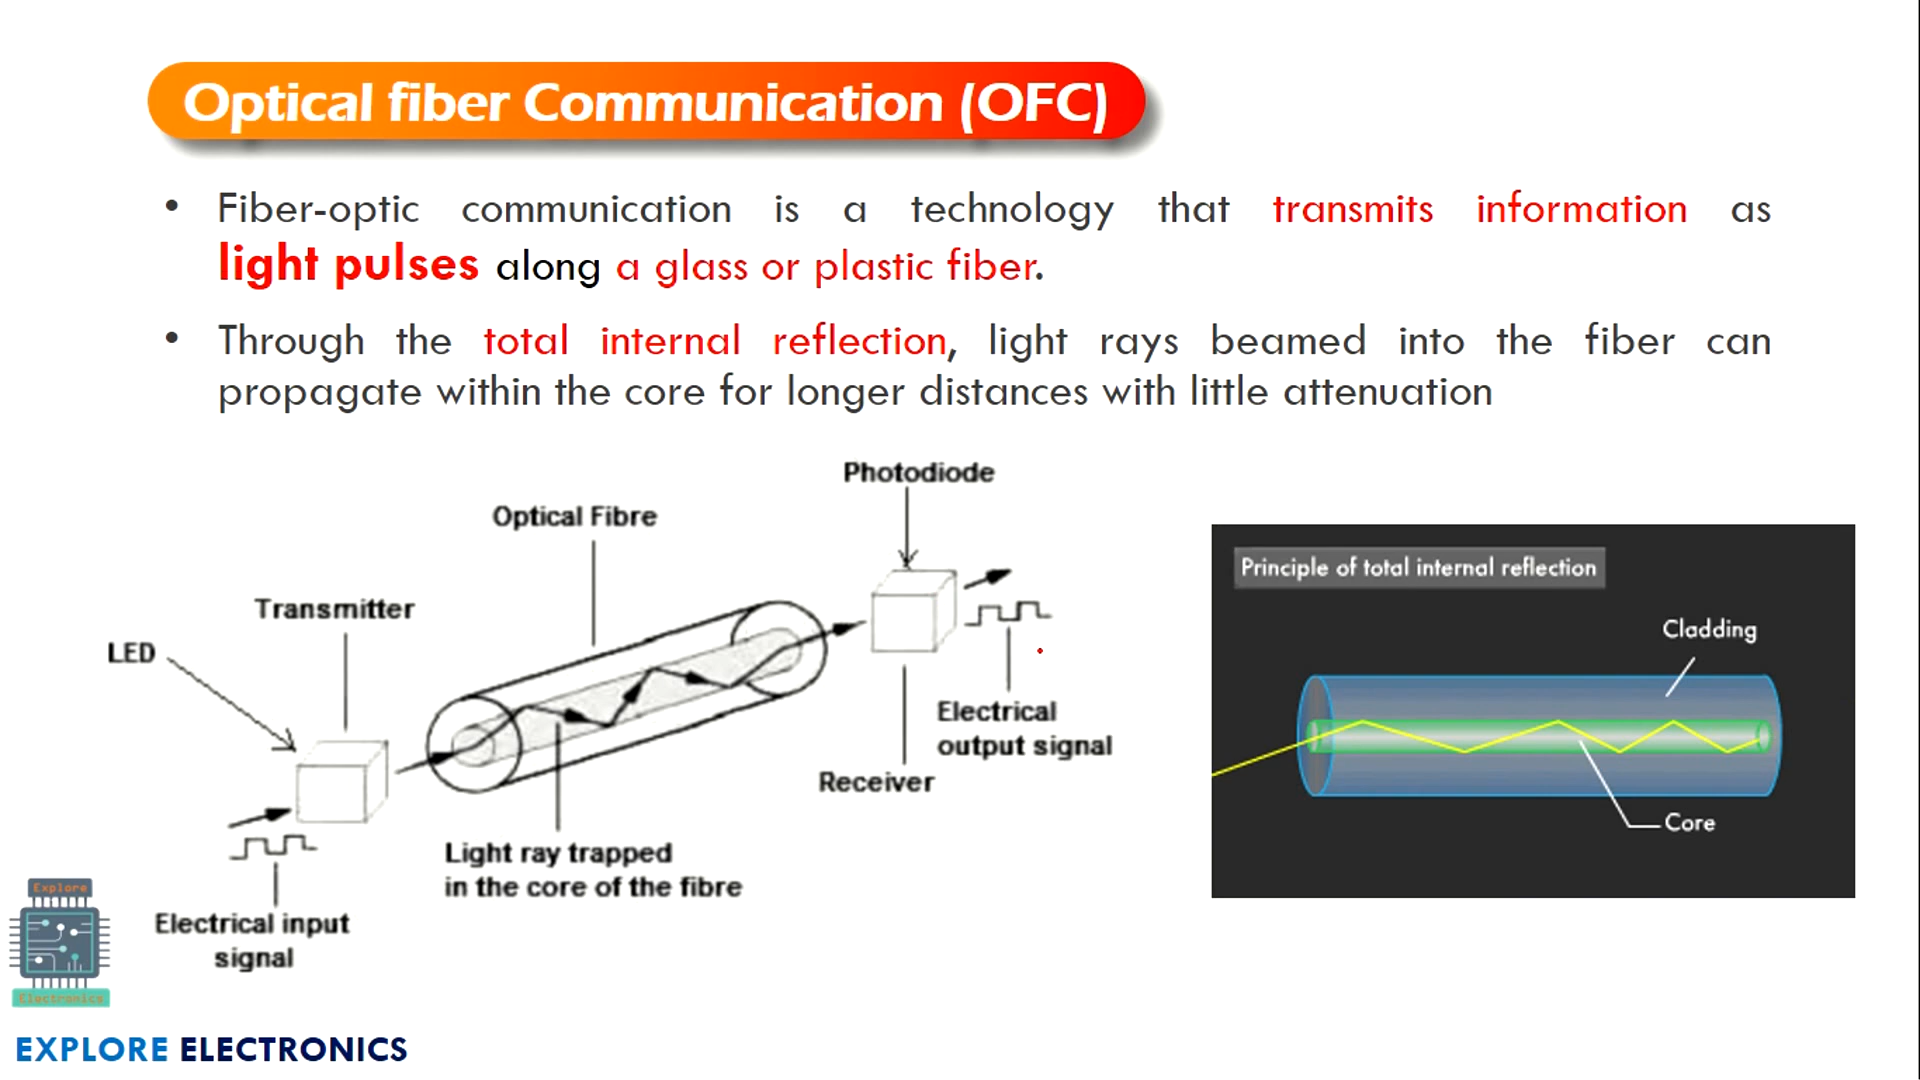 Optical fiber Communication (OFC)
• Fiber-optic communication is a technology that transmits information as
light pulses along a glass or plastic fiber.
• Through the total internal reflection, light rays beamed into the fiber can
propagate within the core for longer distances with little attenuation
Photodiode
Optical Fibre
Transmitter
LED
Electrical
output signal
Receiver
Light ray trapped
in the core of the fibre
Electrical input
signal
Principle of total internal reflection
Cladding
Core
Explore
Electronics
EXPLORE ELECTRONICS